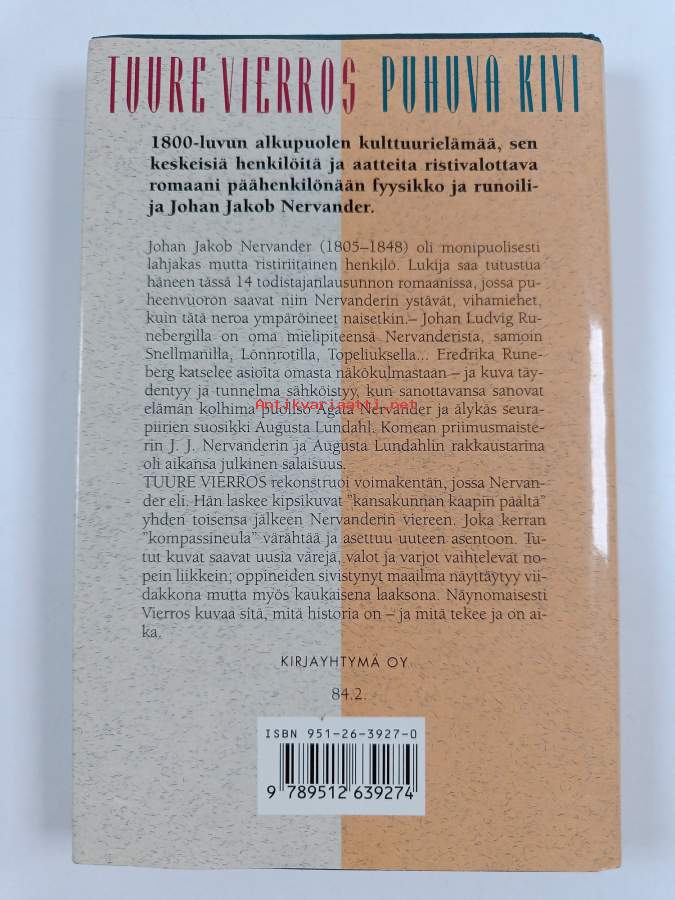 TUURE VIERROS PUHUVA KIVI
1800-luvun alkupuolen kulttuurielämää, sen
keskeisiä henkilöitä ja aatteita ristivalottava
romaani päähenkilönään fyysikko ja runoili-
ja Johan Jakob Nervander.
Johan Jakob Nervander (1805–1848) oli monipuolisesti
lahjakas mutta ristiriitainen henkilö. Lukija saa tutustua
häneen tässä 14 todistajanlausunnon romaanissa, jossa pu-
heenvuoron saavat niin Nervanderin ystävät, vihamiehet,
kuin tätä neroa ympäröineet naisetkin.– Johan Ludvig Ru-
nebergilla on oma mielipiteensä Nervanderista, samoin
Snellmanilla, Lönnrotilla, Topeliuksella... Fredrika Rune-
berg katselee asioita omasta näkökulmastaan – ja kuva täy-
dentyy ja tunnelma sähköistyy, kun sanottavansa sanovat
Antikvariaatti.net
elämän kolhima puoliso Agata Nervander ja älykäs seura-
piirien suosikki Augusta Lundahl. Komean priimusmaiste-
rin J. J. Nervanderin ja Augusta Lundahlin rakkaustarina
oli aikansa julkinen salaisuus.
TUURE VIERROS rekonstruoi voimakentän, jossa Nervan-
der eli. Hän laskee kipsikuvat "kansakunnan kaapin päältä"
yhden toisensa jälkeen Nervanderin viereen. Joka kerran
"kompassineula" värähtää ja asettuu uuteen asentoon. Tu-
tut kuvat saavat uusia värejä, valot ja varjot vaihtelevat no-
pein liikkein; oppineiden sivistynyt maailma näyttäytyy vii-
dakkona mutta myös kaukaisena laaksona. Näynomaisesti
Vierros kuvaa sitä, mitä historia on – ja mitä tekee ja on ai-
ka.
KIRJAYHTYMÄ OY
84.2.
ISBN 951-26-3927-0
9 789512 639274